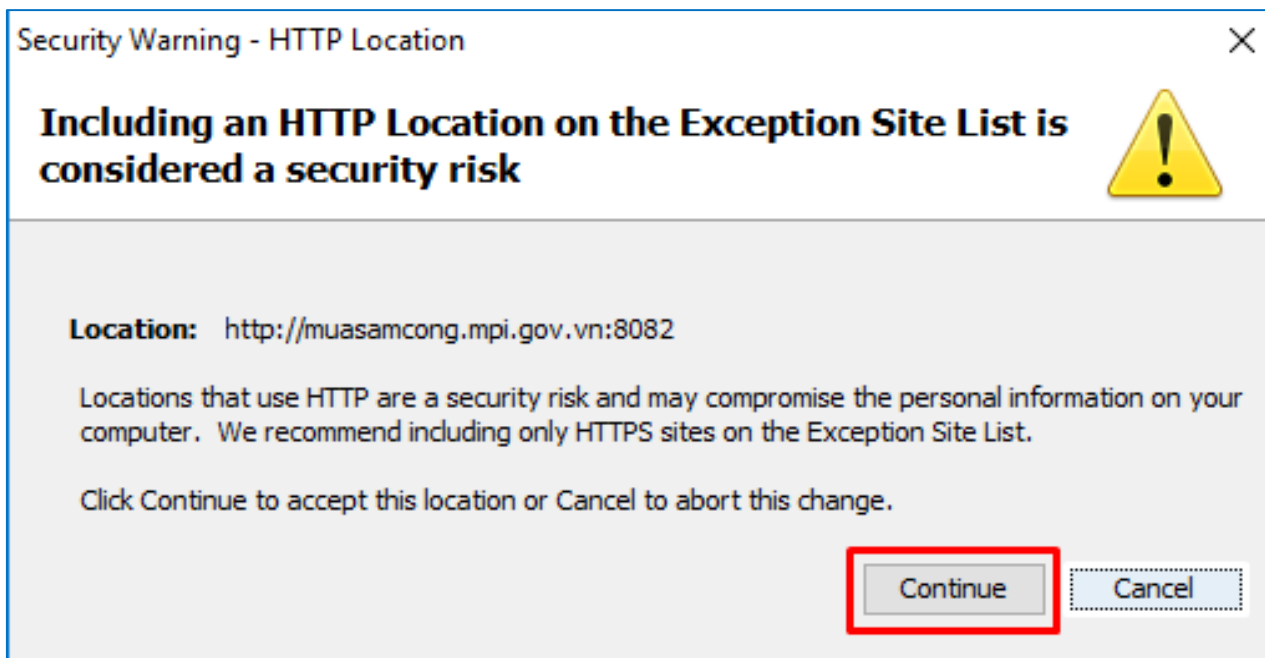 Security Warning - HTTP Location
Including an HTTP Location on the Exception Site List is
considered a security risk
Location: http://muasamcong.mpi.gov.vn:8082
Locations that use HTTP are a security risk and may compromise the personal information on your
computer. We recommend including only HTTPS sites on the Exception Site List.
Click Continue to accept this location or Cancel to abort this change.
Continue Cancel